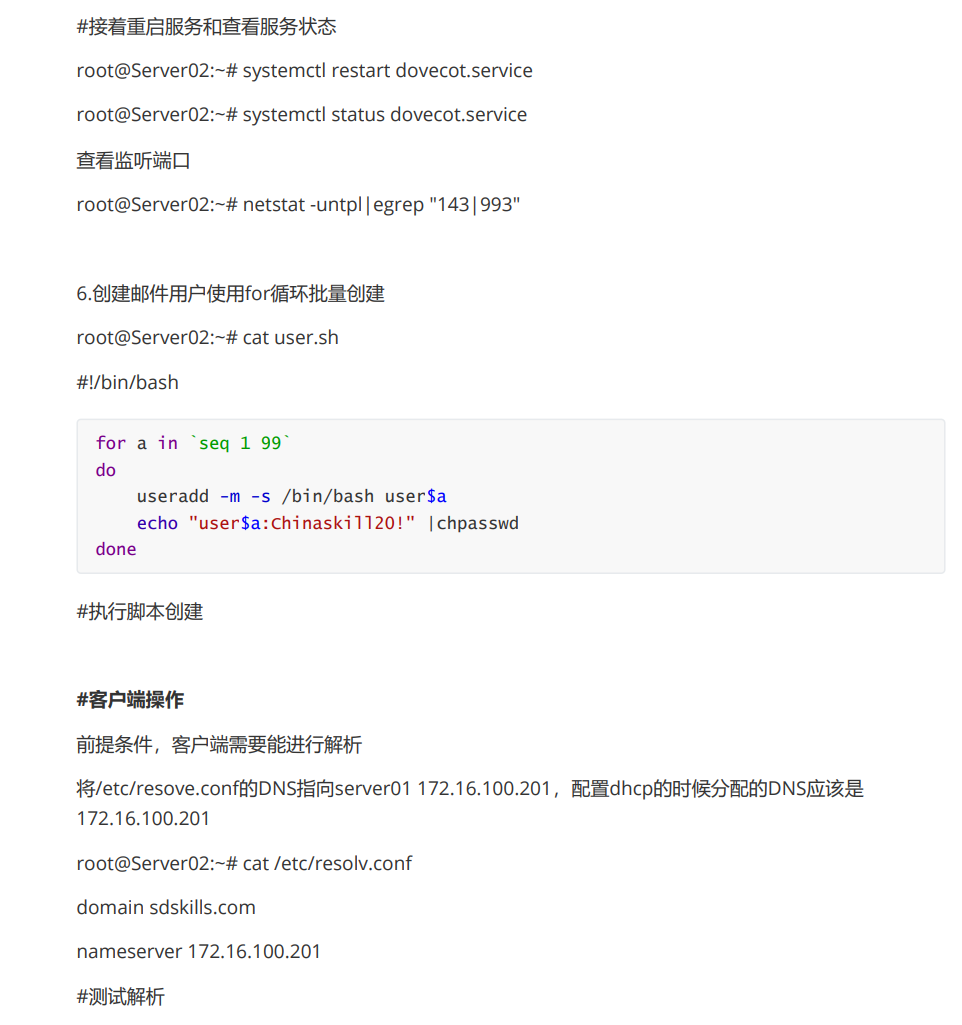 #接着重启服务和查看服务状态
root@Server02:~# systemctl restart dovecot.service
root@Server02:~# systemctl status dovecot.service
查看监听端口
root@Server02:~# netstat -untpl|egrep "143|993"
6.创建邮件用户使用for循环批量创建
root@Server02:~# cat user.sh
#!/bin/bash
for a in `seq 1 99`
do
    useradd -m -s /bin/bash user$a
    echo "user$a:Chinaskill20!" |chpasswd
done
#执行脚本创建
#客户端操作
前提条件，客户端需要能进行解析
将/etc/resove.conf的DNS指向server01 172.16.100.201，配置dhcp的时候分配的DNS应该是
172.16.100.201
root@Server02:~# cat /etc/resolv.conf
domain sdskills.com
nameserver 172.16.100.201
#测试解析